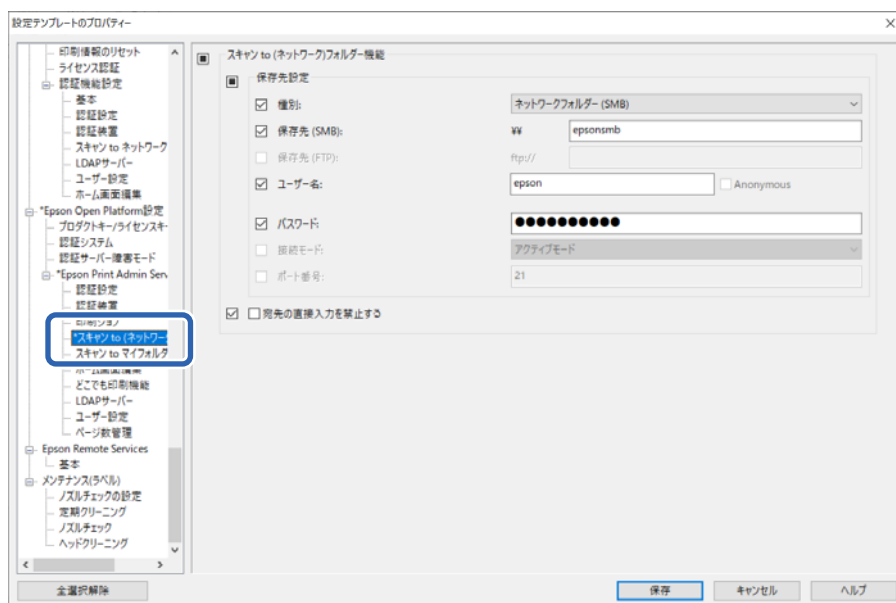 設定テンプレートのプロパティー
印刷情報のリセット
ライセンス認証
認証機能設定
基本
認証設定
認証装置
スキャン to ネットワーク
LDAPサーバー
ユーザー設定
ホーム画面編集
*Epson Open Platform設定
プロダクトキー/ライセンスキー
認証システム
認証サーバー障害モード
*Epson Print Admin Serv
認証設定
認証装置
印刷ジョブ
*スキャン to (ネットワー
スキャン to マイフォルダ
ホーム画面編集
どこでも印刷機能
LDAPサーバー
ユーザー設定
ページ数管理
Epson Remote Services
基本
メンテナンス(ラベル)
ノズルチェックの設定
定期クリーニング
ノズルチェック
ヘッドクリーニング
スキャン to (ネットワーク)フォルダー機能
保存先設定
種別: ネットワークフォルダー (SMB)
保存先 (SMB): ¥¥ epsonsmb
保存先 (FTP): ftp://
ユーザー名: epson Anonymous
パスワード: ●●●●●●●●●●
接続モード: アクティブモード
ポート番号: 21
宛先の直接入力を禁止する
全選択解除 保存 キャンセル ヘルプ